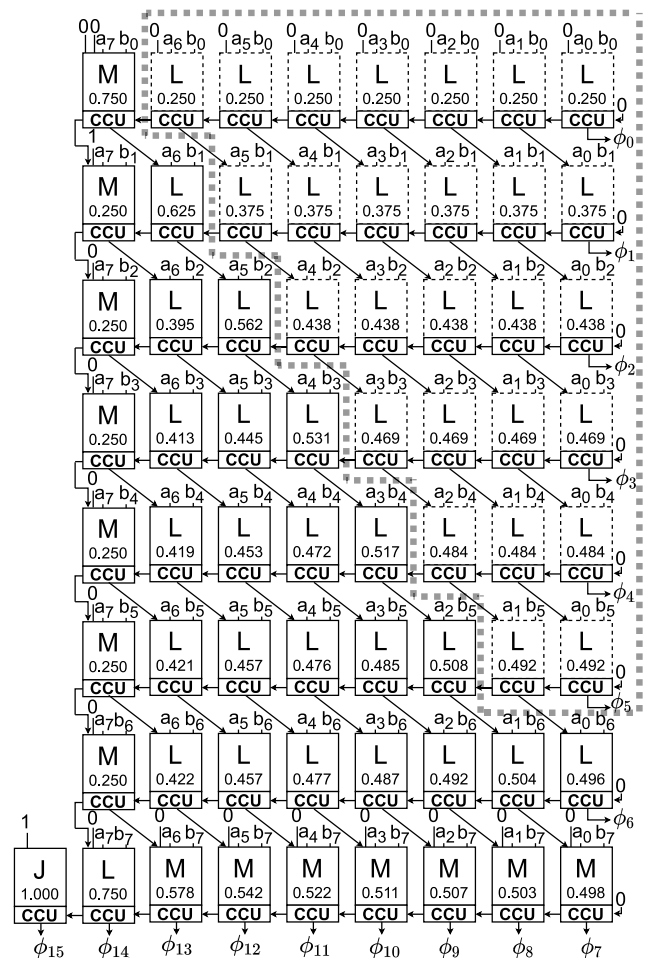 00 a7 b0 0 a6 b0 0 a5 b0 0 a4 b0 0 a3 b0 0 a2 b0 0 a1 b0 0 a0 b0
M L L L L L L L
0.750 0.250 0.250 0.250 0.250 0.250 0.250 0.250
CCU CCU CCU CCU CCU CCU CCU CCU 0
ϕ0
1 a7 b1 a6 b1 a5 b1 a4 b1 a3 b1 a2 b1 a1 b1 a0 b1
M L L L L L L L
0.250 0.625 0.375 0.375 0.375 0.375 0.375 0.375
CCU CCU CCU CCU CCU CCU CCU CCU 0
ϕ1
0 a7 b2 a6 b2 a5 b2 a4 b2 a3 b2 a2 b2 a1 b2 a0 b2
M L L L L L L L
0.250 0.395 0.562 0.438 0.438 0.438 0.438 0.438
CCU CCU CCU CCU CCU CCU CCU CCU 0
ϕ2
0 a7 b3 a6 b3 a5 b3 a4 b3 a3 b3 a2 b3 a1 b3 a0 b3
M L L L L L L L
0.250 0.413 0.445 0.531 0.469 0.469 0.469 0.469
CCU CCU CCU CCU CCU CCU CCU CCU 0
ϕ3
0 a7 b4 a6 b4 a5 b4 a4 b4 a3 b4 a2 b4 a1 b4 a0 b4
M L L L L L L L
0.250 0.419 0.453 0.472 0.517 0.484 0.484 0.484
CCU CCU CCU CCU CCU CCU CCU CCU 0
ϕ4
0 a7 b5 a6 b5 a5 b5 a4 b5 a3 b5 a2 b5 a1 b5 a0 b5
M L L L L L L L
0.250 0.421 0.457 0.476 0.485 0.508 0.492 0.492
CCU CCU CCU CCU CCU CCU CCU CCU 0
ϕ5
0 a7 b6 a6 b6 a5 b6 a4 b6 a3 b6 a2 b6 a1 b6 a0 b6
M L L L L L L L
0.250 0.422 0.457 0.477 0.487 0.492 0.504 0.496
CCU CCU CCU CCU CCU CCU CCU CCU 0
ϕ6
1 0 a7 b7 0 a6 b7 0 a5 b7 0 a4 b7 0 a3 b7 0 a2 b7 0 a1 b7 0 a0 b7
J L M M M M M M M
1.000 0.750 0.578 0.542 0.522 0.511 0.507 0.503 0.498
CCU CCU CCU CCU CCU CCU CCU CCU CCU 0
ϕ15 ϕ14 ϕ13 ϕ12 ϕ11 ϕ10 ϕ9 ϕ8 ϕ7